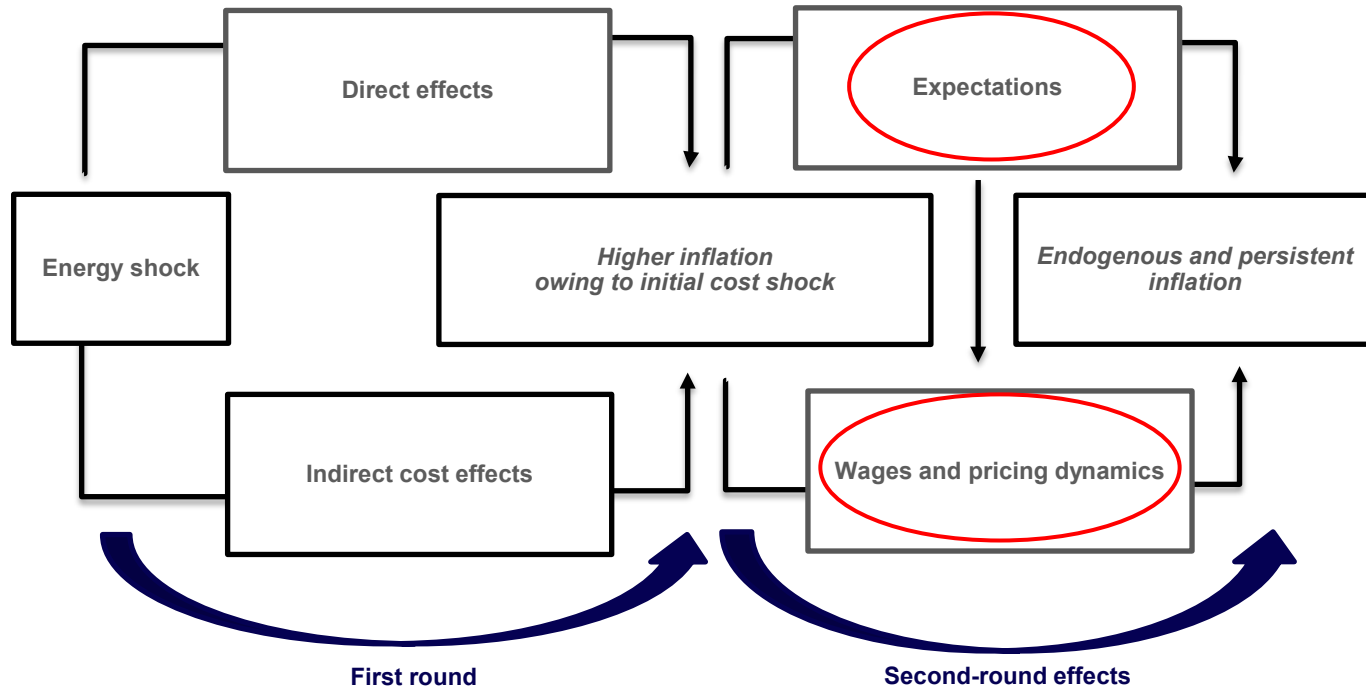 Direct effects
Expectations
Energy shock
Higher inflation
owing to initial cost shock
Endogenous and persistent
inflation
Indirect cost effects
Wages and pricing dynamics
First round
Second-round effects